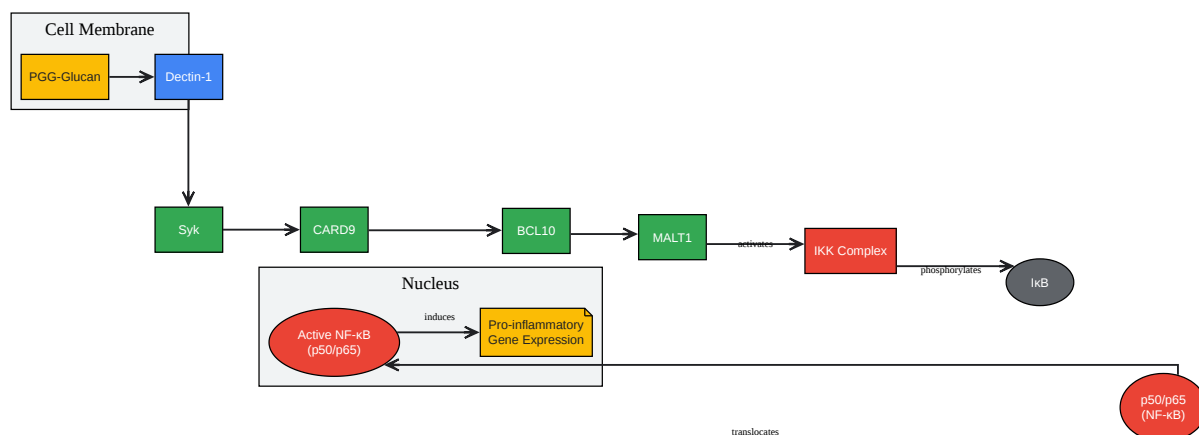 Cell Membrane
PGG-Glucan
Dectin-1
Syk
CARD9
BCL10
MALT1
activates
IKK Complex
phosphorylates
IκB
Nucleus
Active NF-κB
(p50/p65)
induces
Pro-inflammatory
Gene Expression
p50/p65
(NF-κB)
translocates